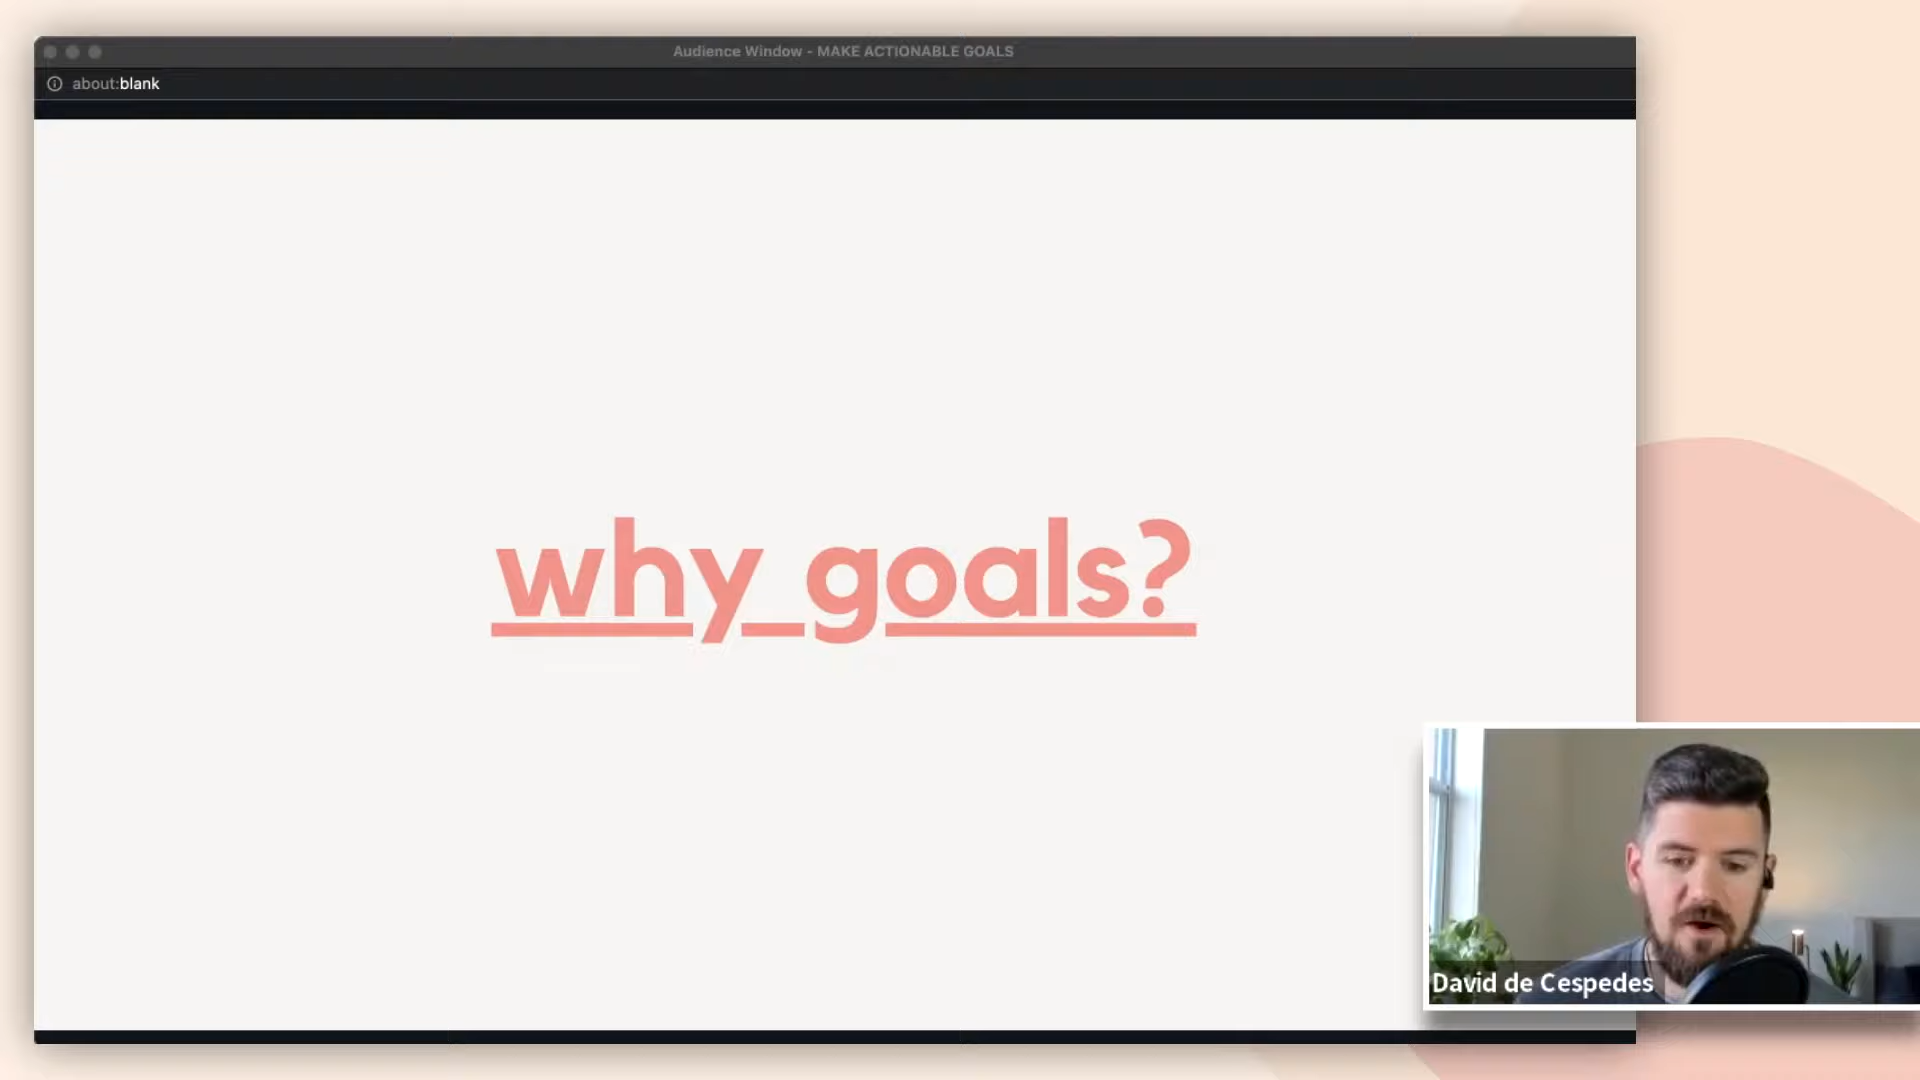 Audience Window - MAKE ACTIONABLE GOALS
about:blank
why goals?
David de Cespedes